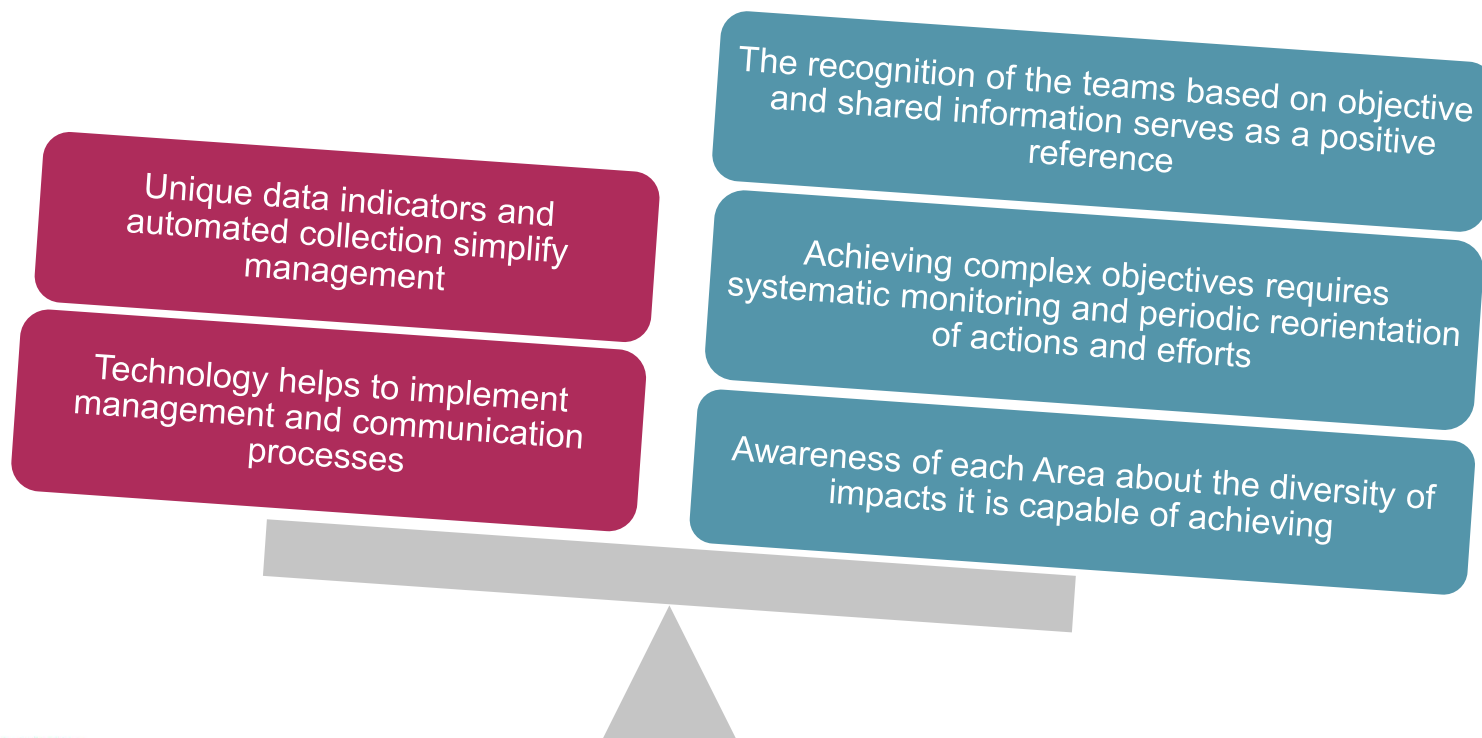 Unique data indicators and
automated collection simplify
management
Technology helps to implement
management and communication
processes
The recognition of the teams based on objective
and shared information serves as a positive
reference
Achieving complex objectives requires
systematic monitoring and periodic reorientation
of actions and efforts
Awareness of each Area about the diversity of
impacts it is capable of achieving